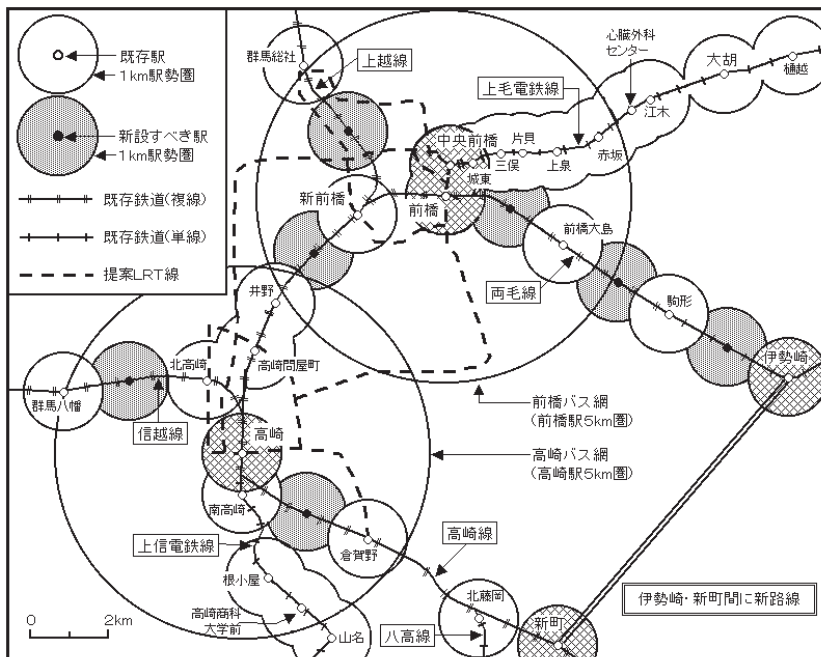 既存駅
1km駅勢圏
新設すべき駅
1km駅勢圏
既存鉄道(複線)
既存鉄道(単線)
提案LRT線
群馬総社
上越線
心臓外科
センター
大胡
樋越
上毛電鉄線
江木
中央前橋
片貝
城東
三俣
上泉
赤坂
新前橋
前橋
前橋大島
両毛線
駒形
伊勢崎
井野
高崎問屋町
北高崎
群馬八幡
信越線
前橋バス網
(前橋駅5km圏)
高崎
高崎バス網
(高崎駅5km圏)
南高崎
上信電鉄線
倉賀野
高崎線
根小屋
高崎商科
大学前
山名
北藤岡
八高線
新町
伊勢崎・新町間に新路線
0 2km